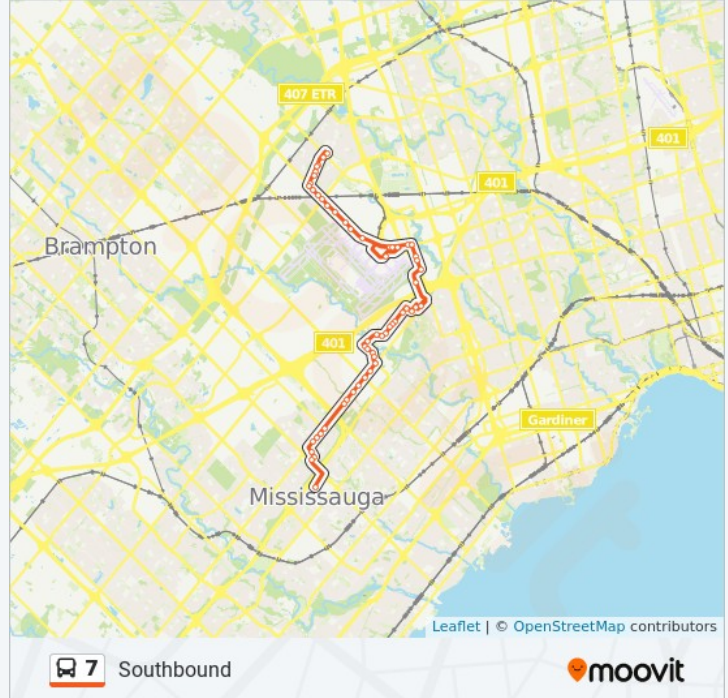 407 ETR
401
401
Brampton
401
Gardiner
Mississauga
Leaflet | © OpenStreetMap contributors
7 Southbound
moovit